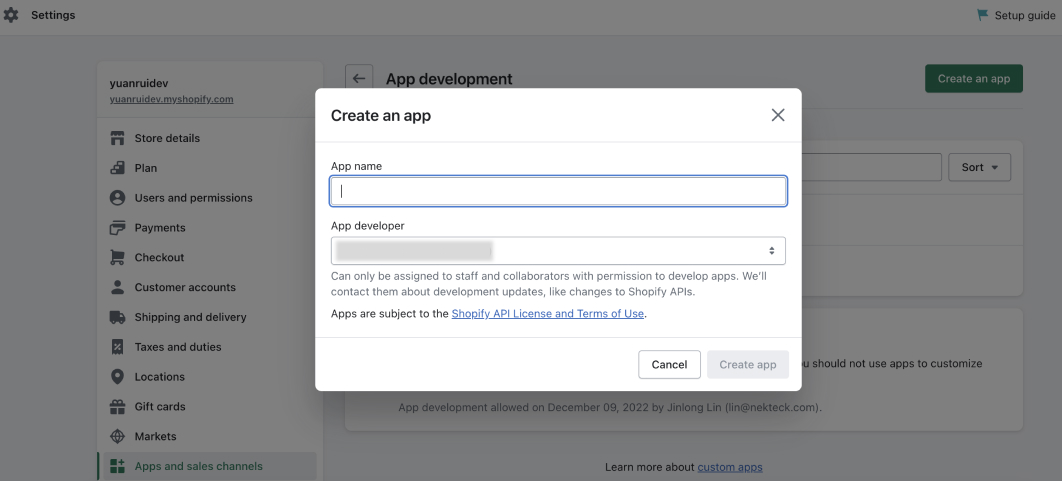 Settings
Setup guide
yuanruidev
yuanruidev.myshopify.com
Store details
Plan
Users and permissions
Payments
Checkout
Customer accounts
Shipping and delivery
Taxes and duties
Locations
Gift cards
Markets
Apps and sales channels
App development
Create an app
Sort
Create an app
App name
App developer
Can only be assigned to staff and collaborators with permission to develop apps. We'll
contact them about development updates, like changes to Shopify APIs.
Apps are subject to the Shopify API License and Terms of Use.
Cancel
Create app
should not use apps to customize
App development allowed on December 09, 2022 by Jinlong Lin (lin@nekteck.com).
Learn more about custom apps